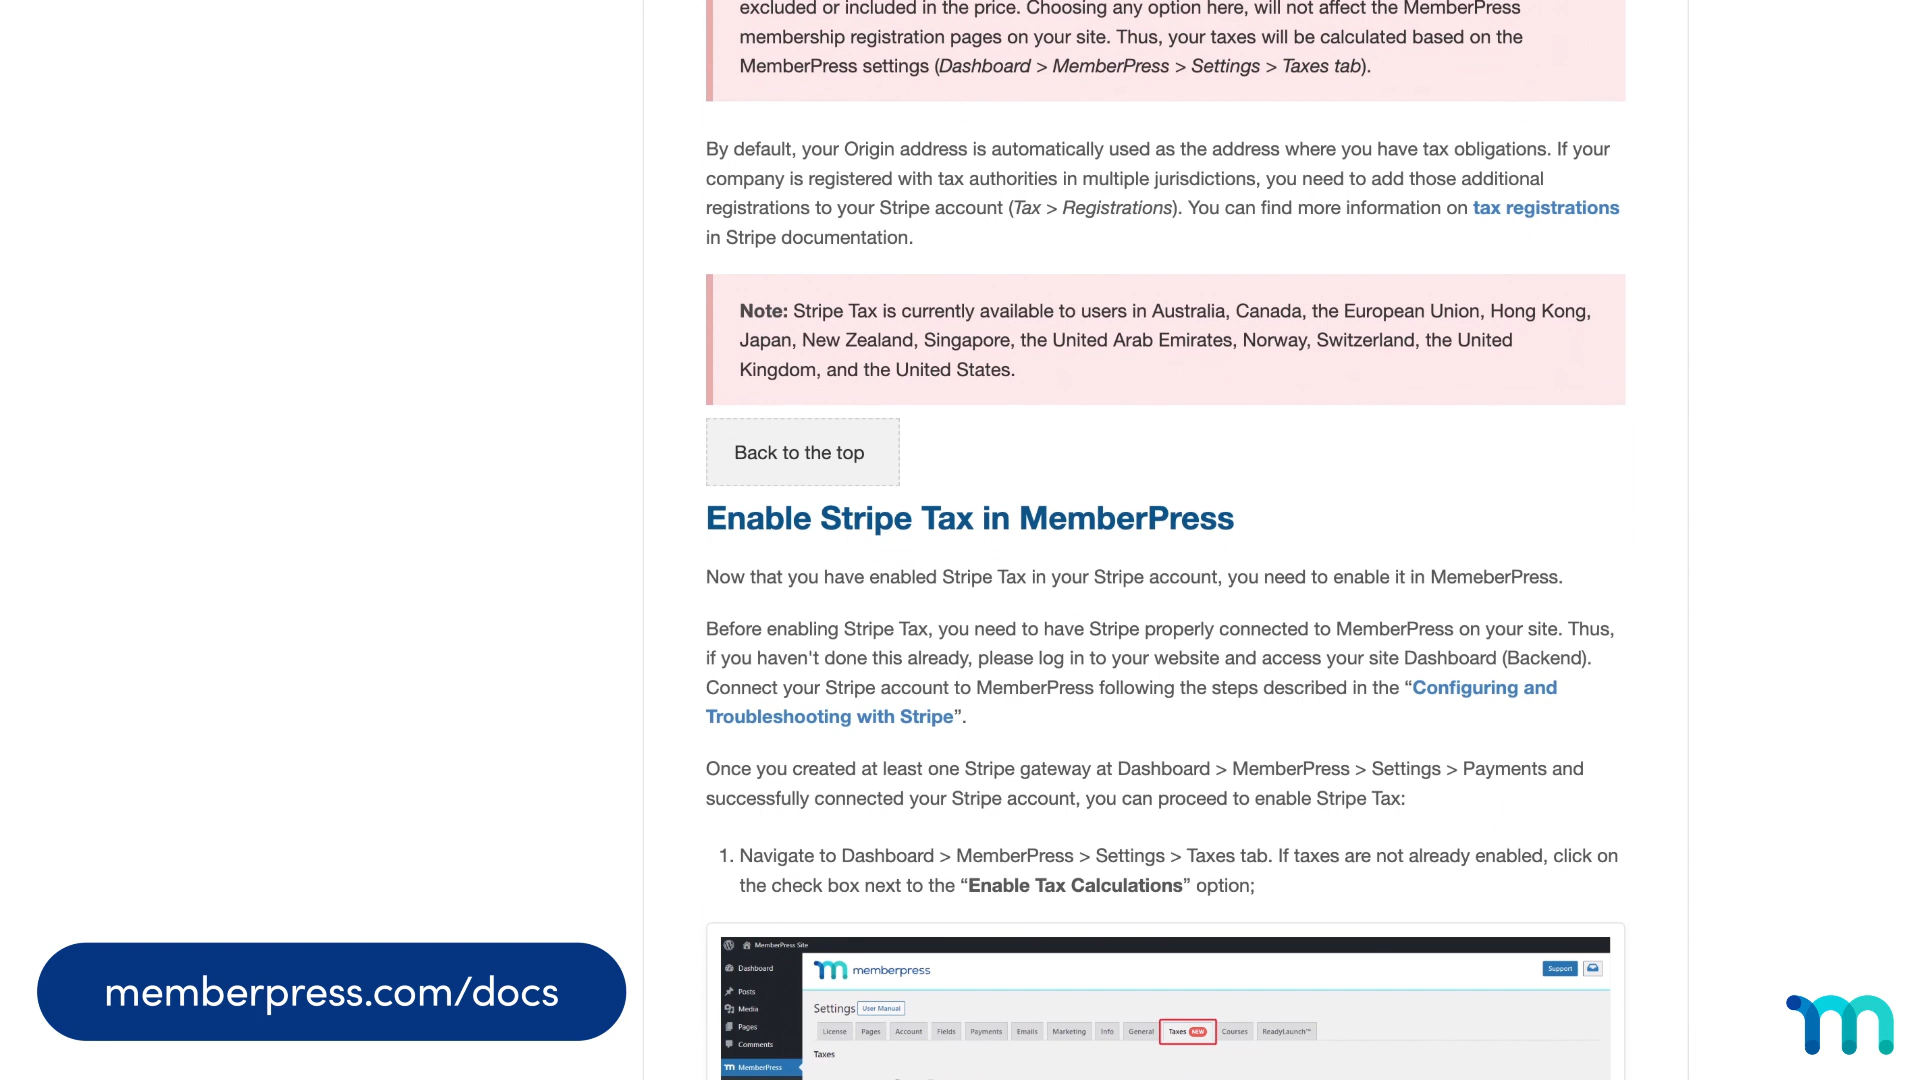 excluded or included in the price. Choosing any option here, will not affect the MemberPress
membership registration pages on your site. Thus, your taxes will be calculated based on the
MemberPress settings (Dashboard > MemberPress > Settings > Taxes tab).
By default, your Origin address is automatically used as the address where you have tax obligations. If your
company is registered with tax authorities in multiple jurisdictions, you need to add those additional
registrations to your Stripe account (Tax > Registrations). You can find more information on tax registrations
in Stripe documentation.
Note: Stripe Tax is currently available to users in Australia, Canada, the European Union, Hong Kong,
Japan, New Zealand, Singapore, the United Arab Emirates, Norway, Switzerland, the United
Kingdom, and the United States.
Back to the top
Enable Stripe Tax in MemberPress
Now that you have enabled Stripe Tax in your Stripe account, you need to enable it in MemeberPress.
Before enabling Stripe Tax, you need to have Stripe properly connected to MemberPress on your site. Thus,
if you haven't done this already, please log in to your website and access your site Dashboard (Backend).
Connect your Stripe account to MemberPress following the steps described in the “Configuring and
Troubleshooting with Stripe”.
Once you created at least one Stripe gateway at Dashboard > MemberPress > Settings > Payments and
successfully connected your Stripe account, you can proceed to enable Stripe Tax:
1. Navigate to Dashboard > MemberPress > Settings > Taxes tab. If taxes are not already enabled, click on
the check box next to the “Enable Tax Calculations” option;
MemberPress Site
Dashboard
Posts
Media
Pages
Comments
MemberPress
memberpress
Support
Settings User Manual
License Pages Account Fields Payments Emails Marketing Info General Taxes NEW Courses ReadyLaunch™
Taxes
memberpress.com/docs